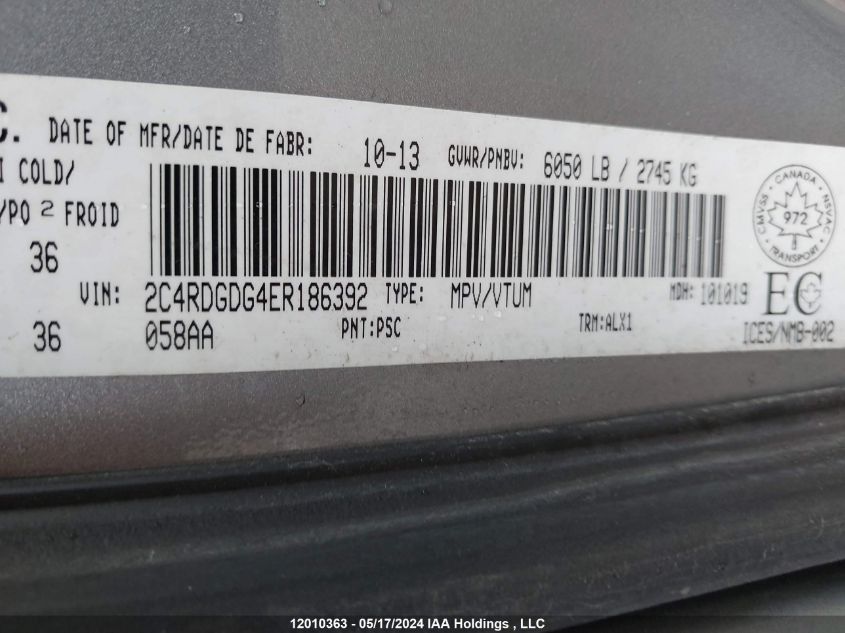 C. DATE OF MFR/DATE DE FABR: 10-13 GVWR/PNBV: 6050 LB / 2745 KG
I COLD/
/PO 2 FROID
36
VIN: 2C4RDGDG4ER186392 TYPE: MPV/VTUM MDH: 101019
36 058AA PNT:PSC TRM:ALX1
CANADA
CMVSS 972 NSVAC
TRANSPORT
EC
ICES/NMB-002
12010363 - 05/17/2024 IAA Holdings , LLC